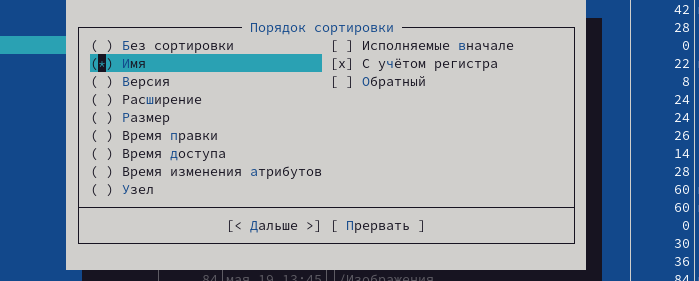 Порядок сортировки
( ) Без сортировки [ ] Исполняемые вначале
(*) Имя [x] С учётом регистра
( ) Версия [ ] Обратный
( ) Расширение
( ) Размер
( ) Время правки
( ) Время доступа
( ) Время изменения атрибутов
( ) Узел
[< Дальше >] [ Прервать ]
84 мая 19 13:45 /Изображения
42
28
0
22
8
24
24
26
14
28
60
60
0
30
36
84